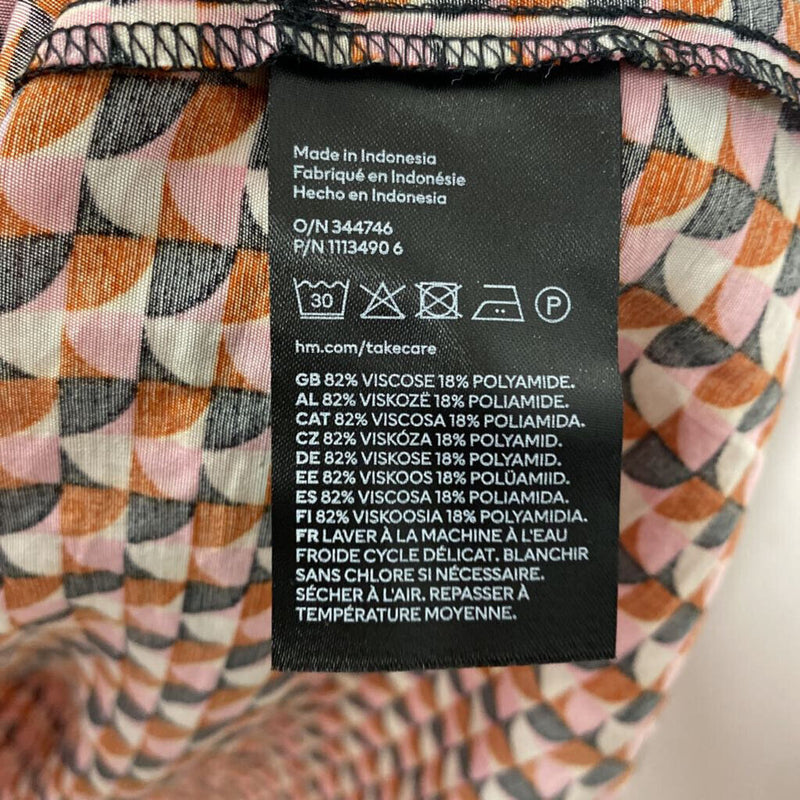 Made in Indonesia
Fabriqué en Indonésie
Hecho en Indonesia
O/N 344746
P/N 1113490 6
30 P
hm.com/takecare
GB 82% VISCOSE 18% POLYAMIDE.
AL 82% VISKOZË 18% POLIAMIDE.
CAT 82% VISCOSA 18% POLIAMIDA.
CZ 82% VISKÓZA 18% POLYAMID.
DE 82% VISKOSE 18% POLYAMID.
EE 82% VISKOOS 18% POLÜAMIID.
ES 82% VISCOSA 18% POLIAMIDA.
FI 82% VISKOOSIA 18% POLYAMIDIA.
FR LAVER À LA MACHINE À L'EAU
FROIDE CYCLE DÉLICAT. BLANCHIR
SANS CHLORE SI NÉCESSAIRE.
SÉCHER À L'AIR. REPASSER À
TEMPÉRATURE MOYENNE.